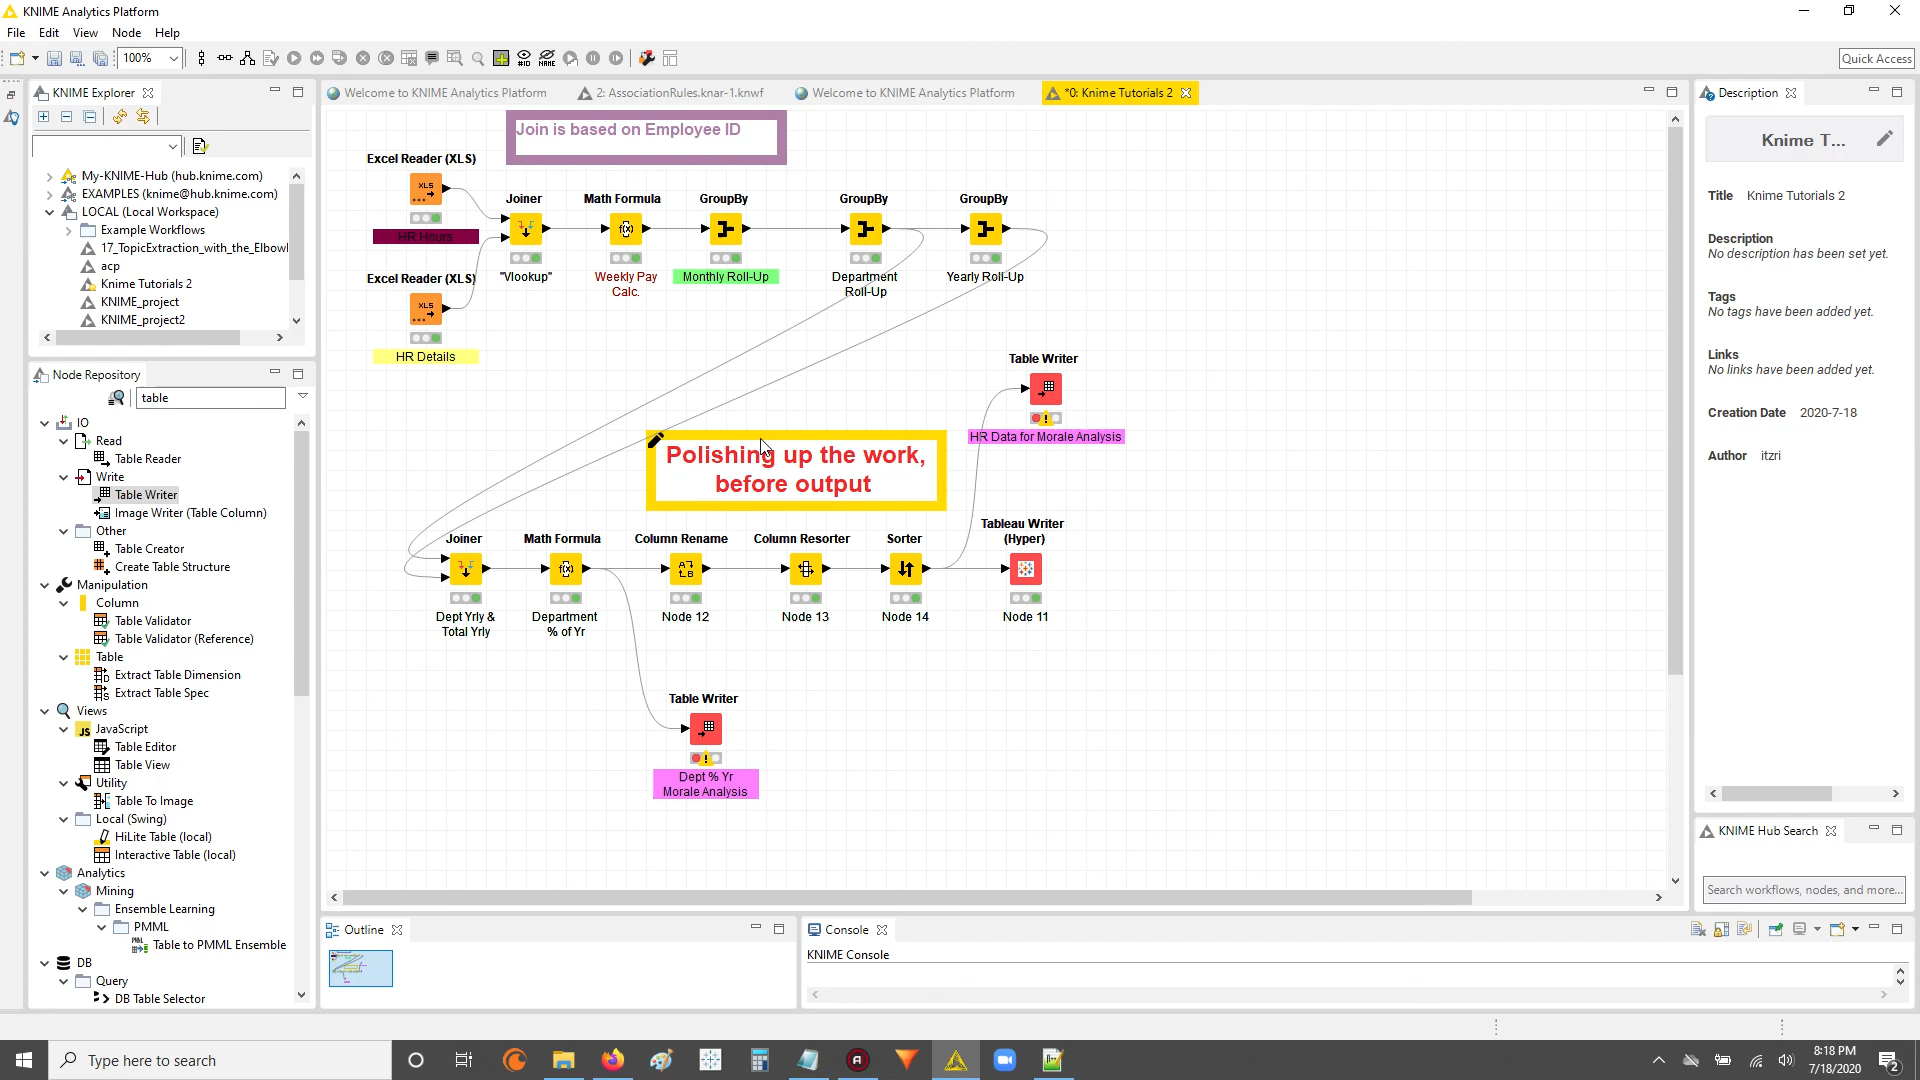 KNIME Analytics Platform
File Edit View Node Help
100%
Quick Access
KNIME Explorer
My-KNIME-Hub (hub.knime.com)
EXAMPLES (knime@hub.knime.com)
LOCAL (Local Workspace)
Example Workflows
17_TopicExtraction_with_the_Elbowl
acp
Knime Tutorials 2
KNIME_project
KNIME_project2
Node Repository
table
IO
Read
Table Reader
Write
Table Writer
Image Writer (Table Column)
Other
Table Creator
Create Table Structure
Manipulation
Column
Table Validator
Table Validator (Reference)
Table
Extract Table Dimension
Extract Table Spec
Views
JavaScript
Table Editor
Table View
Utility
Table To Image
Local (Swing)
HiLite Table (local)
Interactive Table (local)
Analytics
Mining
Ensemble Learning
PMML
Table to PMML Ensemble
DB
Query
DB Table Selector
Welcome to KNIME Analytics Platform
2: AssociationRules.knar-1.knwf
Welcome to KNIME Analytics Platform
*0: Knime Tutorials 2
Join is based on Employee ID
Excel Reader (XLS)
XLS
HR Hours
Excel Reader (XLS)
XLS
HR Details
Joiner
"Vlookup"
Math Formula
f(x)
Weekly Pay
Calc.
GroupBy
Monthly Roll-Up
GroupBy
Department
Roll-Up
GroupBy
Yearly Roll-Up
Table Writer
HR Data for Morale Analysis
Polishing up the work,
before output
Joiner
Dept Yrly &
Total Yrly
Math Formula
f(x)
Department
% of Yr
Column Rename
Node 12
Column Resorter
Node 13
Sorter
Node 14
Tableau Writer
(Hyper)
Node 11
Table Writer
Dept % Yr
Morale Analysis
Outline
Console
KNIME Console
Description
Knime T...
Title Knime Tutorials 2
Description
No description has been set yet.
Tags
No tags have been added yet.
Links
No links have been added yet.
Creation Date 2020-7-18
Author itzri
KNIME Hub Search
Search workflows, nodes, and more...
Type here to search
8:18 PM
7/18/2020
2